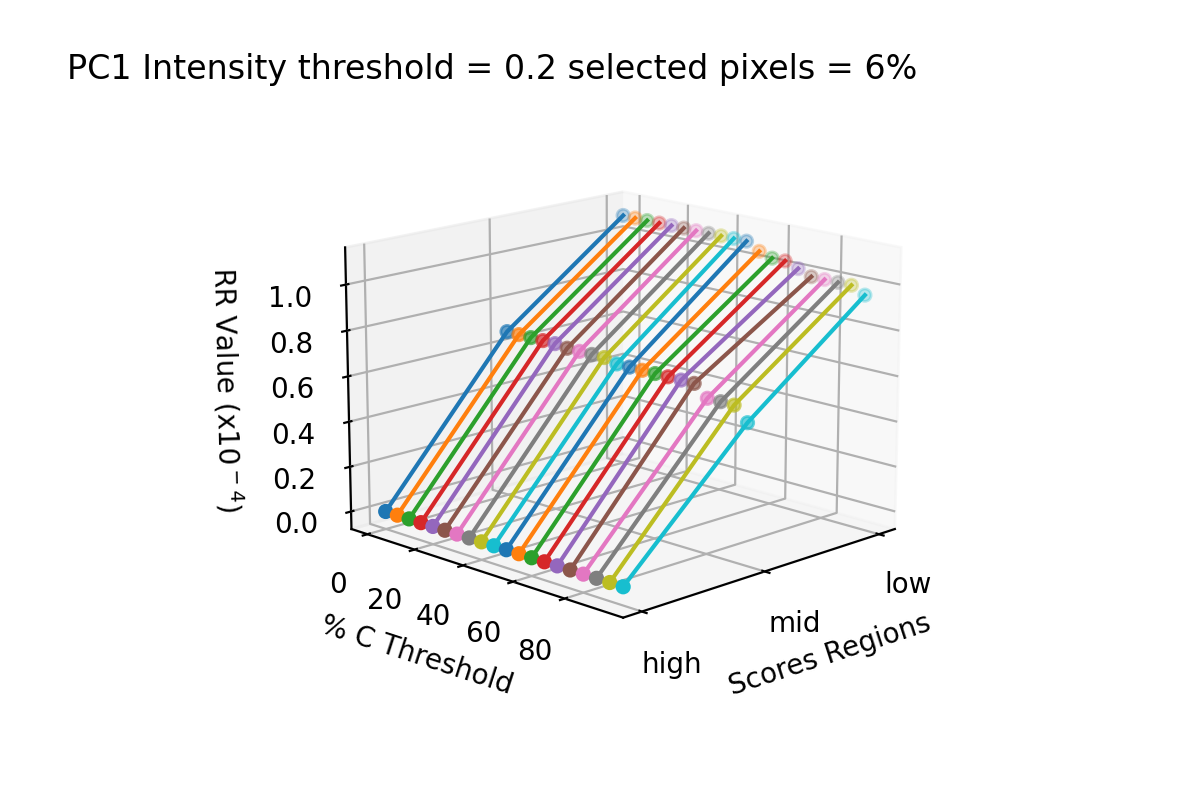 PC1 Intensity threshold = 0.2 selected pixels = 6%
RR Value (x10⁻⁴)
1.0
0.8
0.6
0.4
0.2
0.0
0
20
40
60
80
% C Threshold
high
mid
low
Scores Regions